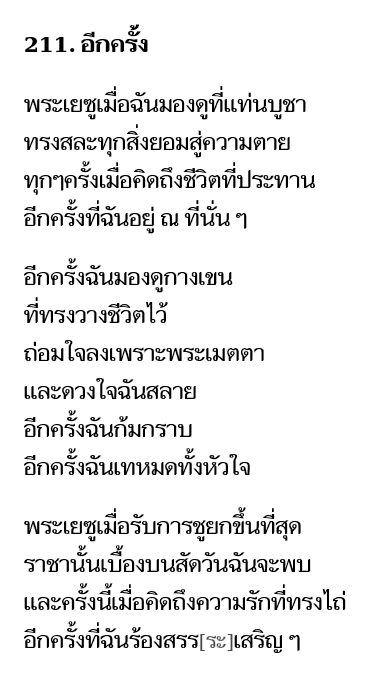 211. อีกครั้ง
พระเยซูเมื่อฉันมองดูที่แท่นบูชา
ทรงสละทุกสิ่งยอมสู่ความตาย
ทุกๆครั้งเมื่อคิดถึงชีวิตที่ประทาน
อีกครั้งที่ฉันอยู่ ณ ที่นั่น ๆ
อีกครั้งฉันมองดูกางเขน
ที่ทรงวางชีวิตไว้
ถ่อมใจลงเพราะพระเมตตา
และดวงใจฉันสลาย
อีกครั้งฉันก้มกราบ
อีกครั้งฉันเทหมดทั้งหัวใจ
พระเยซูเมื่อรับการชูยกขึ้นที่สุด
ราชานั้นเบื้องบนสัดวันฉันจะพบ
และครั้งนี้เมื่อคิดถึงความรักที่ทรงไถ่
อีกครั้งที่ฉันร้องสรร[ระ]เสริญ ๆ